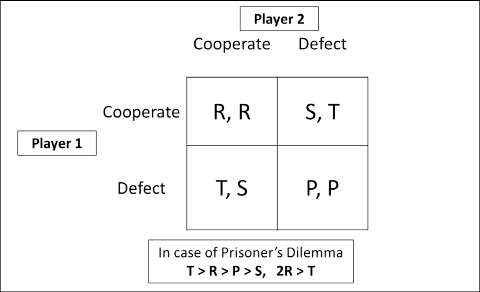 Player 2
Cooperate Defect
Cooperate R, R S, T
Player 1
Defect T, S P, P
In case of Prisoner's Dilemma
T > R > P > S, 2R > T